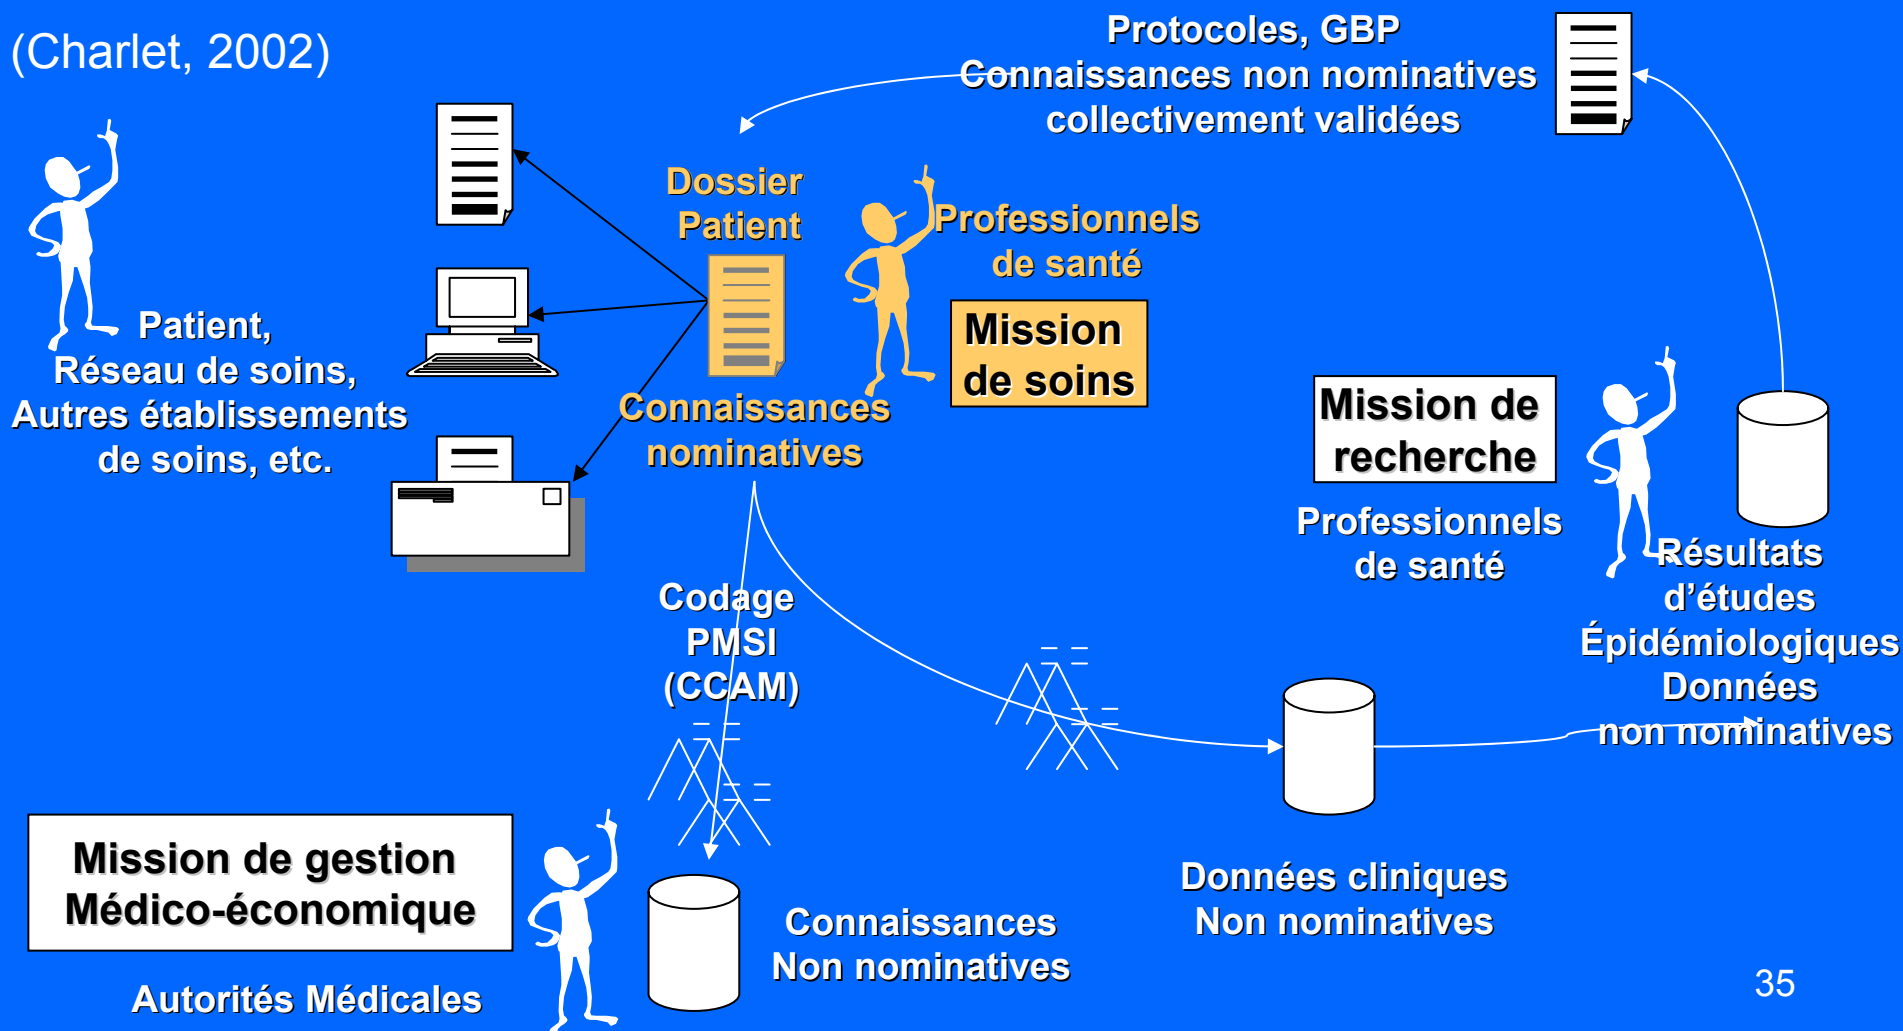 (Charlet, 2002)
Protocoles, GBP
Connaissances non nominatives
collectivement validées
Dossier
Patient
Professionnels
de santé
Mission
de soins
Patient,
Réseau de soins,
Autres établissements
de soins, etc.
Connaissances
nominatives
Mission de
recherche
Professionnels
de santé
Résultats
d’études
Épidémiologiques
Données
non nominatives
Codage
PMSI
(CCAM)
Mission de gestion
Médico-économique
Autorités Médicales
Connaissances
Non nominatives
Données cliniques
Non nominatives
35